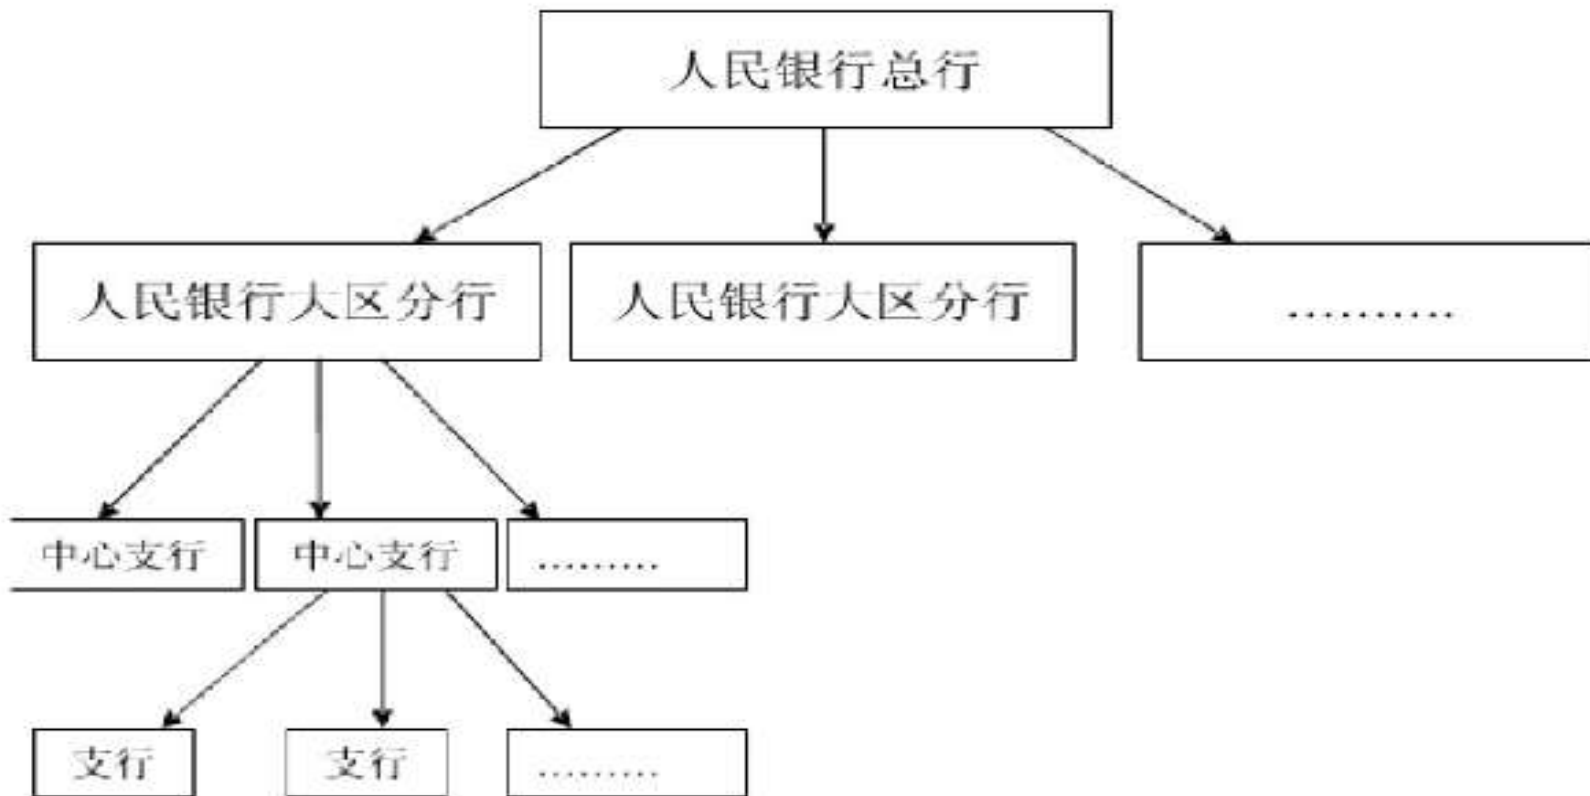 人民银行总行
人民银行大区分行 人民银行大区分行 ..........
中心支行 中心支行 .........
支行 支行 .........